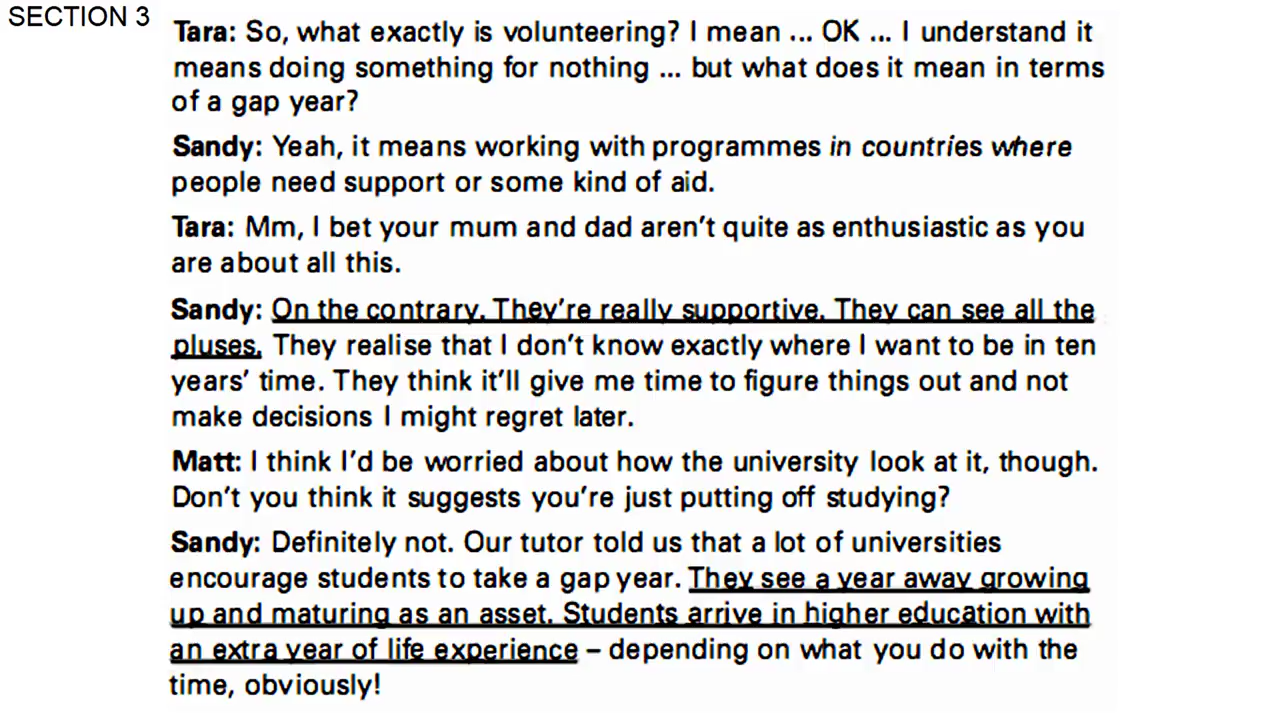 SECTION 3
Tara: So, what exactly is volunteering? I mean ... OK ... I understand it
means doing something for nothing ... but what does it mean in terms
of a gap year?
Sandy: Yeah, it means working with programmes in countries where
people need support or some kind of aid.
Tara: Mm, I bet your mum and dad aren't quite as enthusiastic as you
are about all this.
Sandy: On the contrary. They're really supportive. They can see all the
pluses. They realise that I don't know exactly where I want to be in ten
years' time. They think it'll give me time to figure things out and not
make decisions I might regret later.
Matt: I think I'd be worried about how the university look at it, though.
Don't you think it suggests you're just putting off studying?
Sandy: Definitely not. Our tutor told us that a lot of universities
encourage students to take a gap year. They see a year away growing
up and maturing as an asset. Students arrive in higher education with
an extra year of life experience – depending on what you do with the
time, obviously!